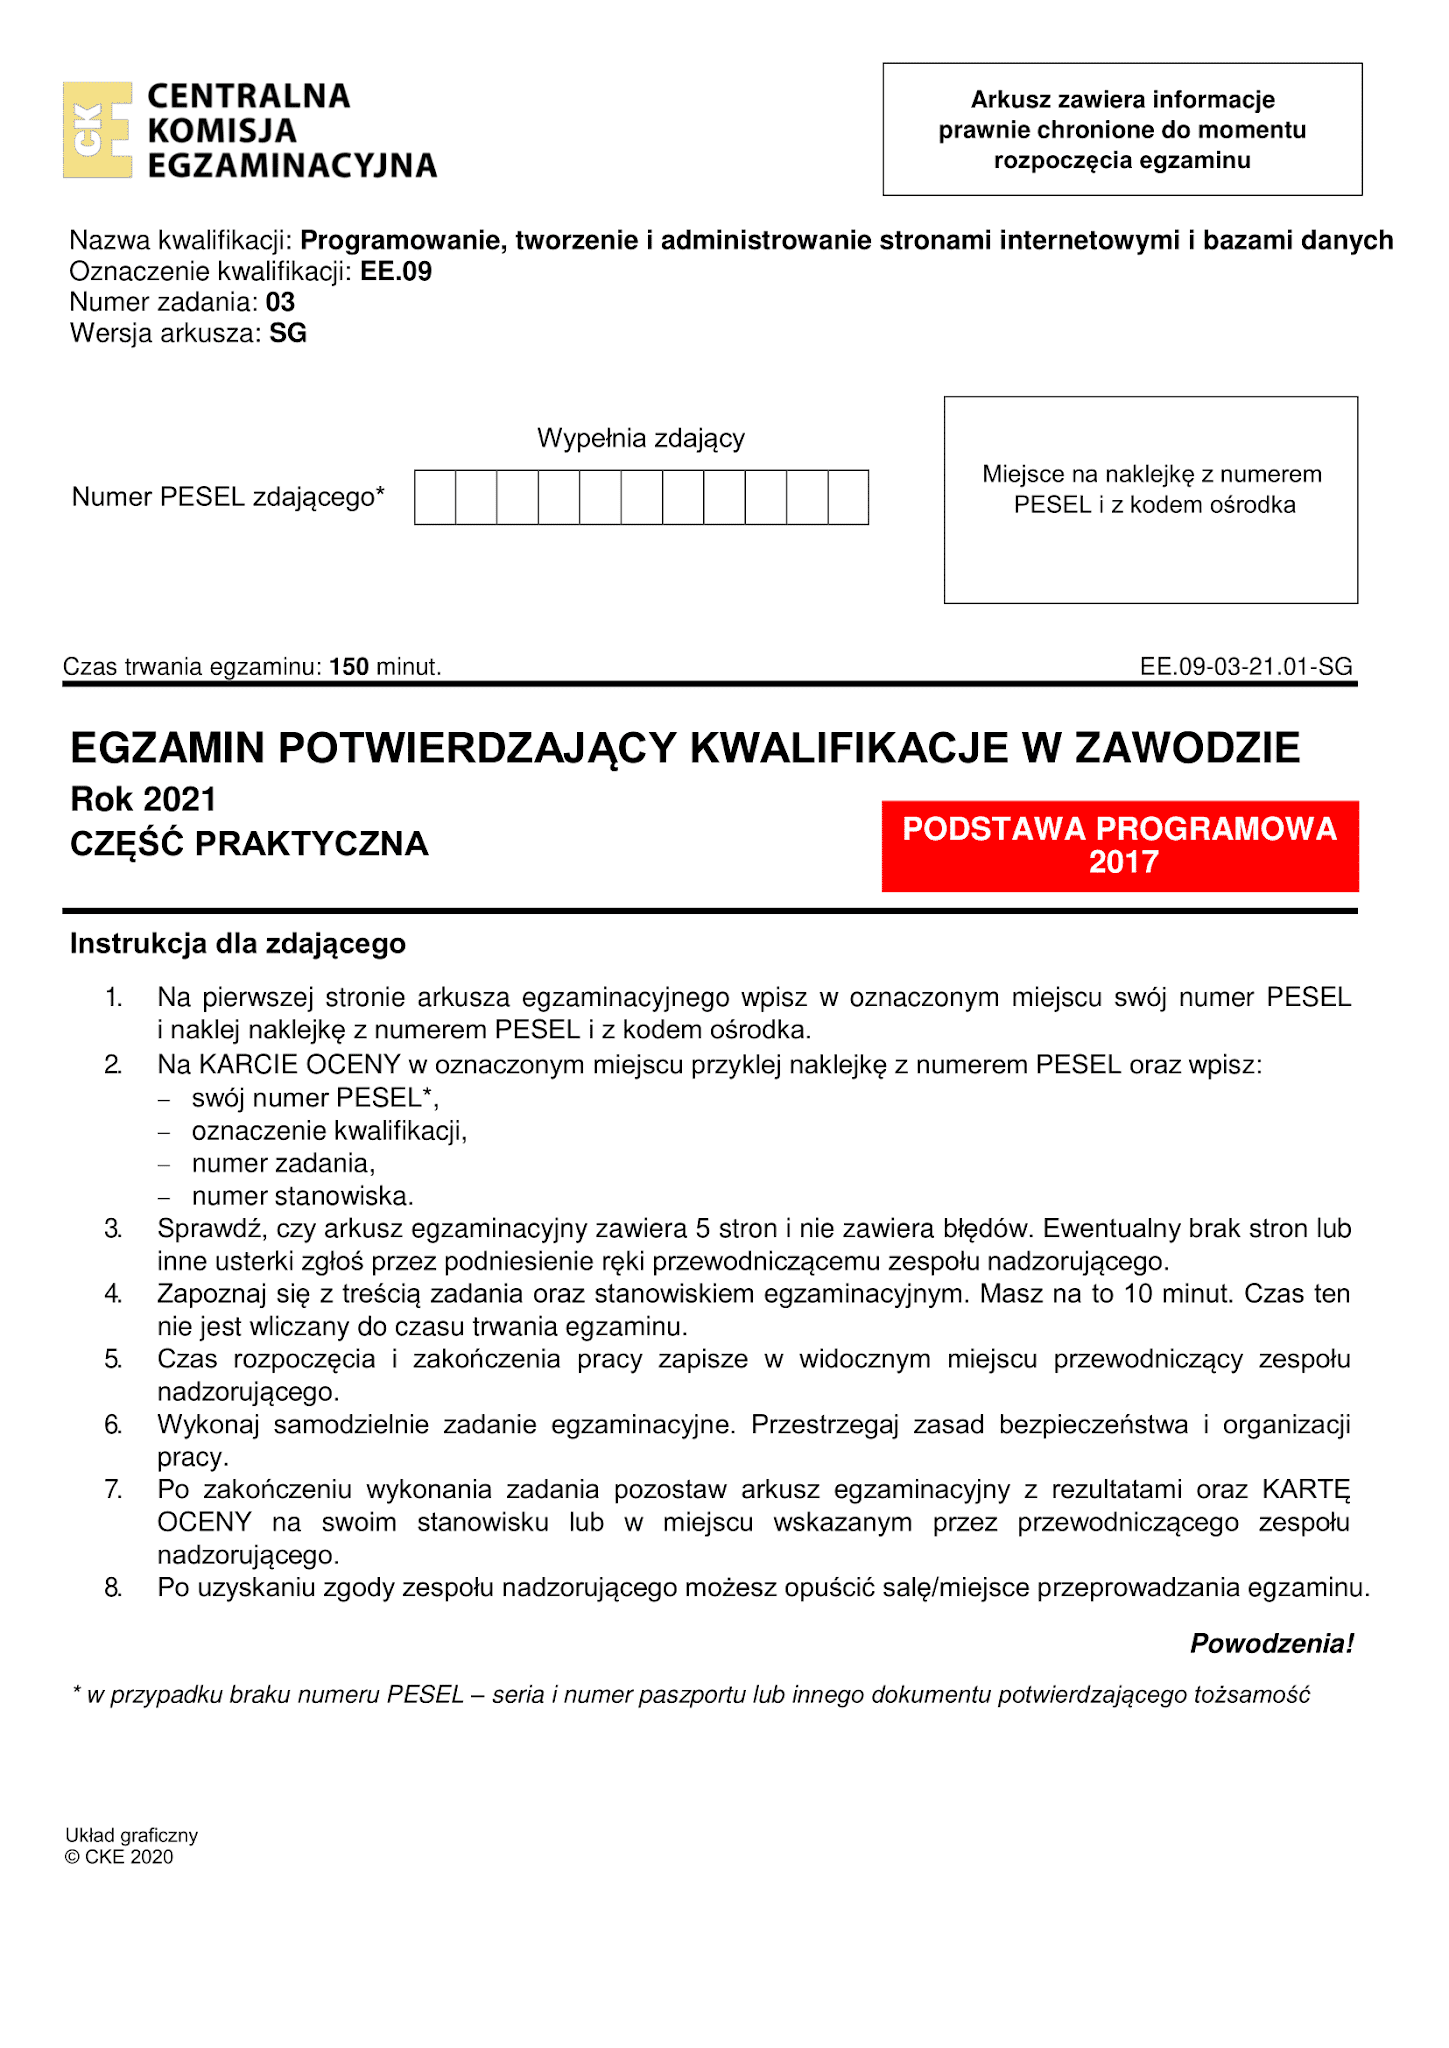 CK
CENTRALNA
KOMISJA
EGZAMINACYJNA
Arkusz zawiera informacje
prawnie chronione do momentu
rozpoczęcia egzaminu
Nazwa kwalifikacji: Programowanie, tworzenie i administrowanie stronami internetowymi i bazami danych
Oznaczenie kwalifikacji: EE.09
Numer zadania: 03
Wersja arkusza: SG
Wypełnia zdający
Numer PESEL zdającego*
Miejsce na naklejkę z numerem
PESEL i z kodem ośrodka
Czas trwania egzaminu: 150 minut.
EE.09-03-21.01-SG
EGZAMIN POTWIERDZAJĄCY KWALIFIKACJE W ZAWODZIE
Rok 2021
CZĘŚĆ PRAKTYCZNA
PODSTAWA PROGRAMOWA
2017
Instrukcja dla zdającego
1. Na pierwszej stronie arkusza egzaminacyjnego wpisz w oznaczonym miejscu swój numer PESEL
i naklej naklejkę z numerem PESEL i z kodem ośrodka.
2. Na KARCIE OCENY w oznaczonym miejscu przyklej naklejkę z numerem PESEL oraz wpisz:
– swój numer PESEL*,
– oznaczenie kwalifikacji,
– numer zadania,
– numer stanowiska.
3. Sprawdź, czy arkusz egzaminacyjny zawiera 5 stron i nie zawiera błędów. Ewentualny brak stron lub
inne usterki zgłoś przez podniesienie ręki przewodniczącemu zespołu nadzorującego.
4. Zapoznaj się z treścią zadania oraz stanowiskiem egzaminacyjnym. Masz na to 10 minut. Czas ten
nie jest wliczany do czasu trwania egzaminu.
5. Czas rozpoczęcia i zakończenia pracy zapisze w widocznym miejscu przewodniczący zespołu
nadzorującego.
6. Wykonaj samodzielnie zadanie egzaminacyjne. Przestrzegaj zasad bezpieczeństwa i organizacji
pracy.
7. Po zakończeniu wykonania zadania pozostaw arkusz egzaminacyjny z rezultatami oraz KARTĘ
OCENY na swoim stanowisku lub w miejscu wskazanym przez przewodniczącego zespołu
nadzorującego.
8. Po uzyskaniu zgody zespołu nadzorującego możesz opuścić salę/miejsce przeprowadzania egzaminu.
Powodzenia!
* w przypadku braku numeru PESEL – seria i numer paszportu lub innego dokumentu potwierdzającego tożsamość
Układ graficzny
© CKE 2020